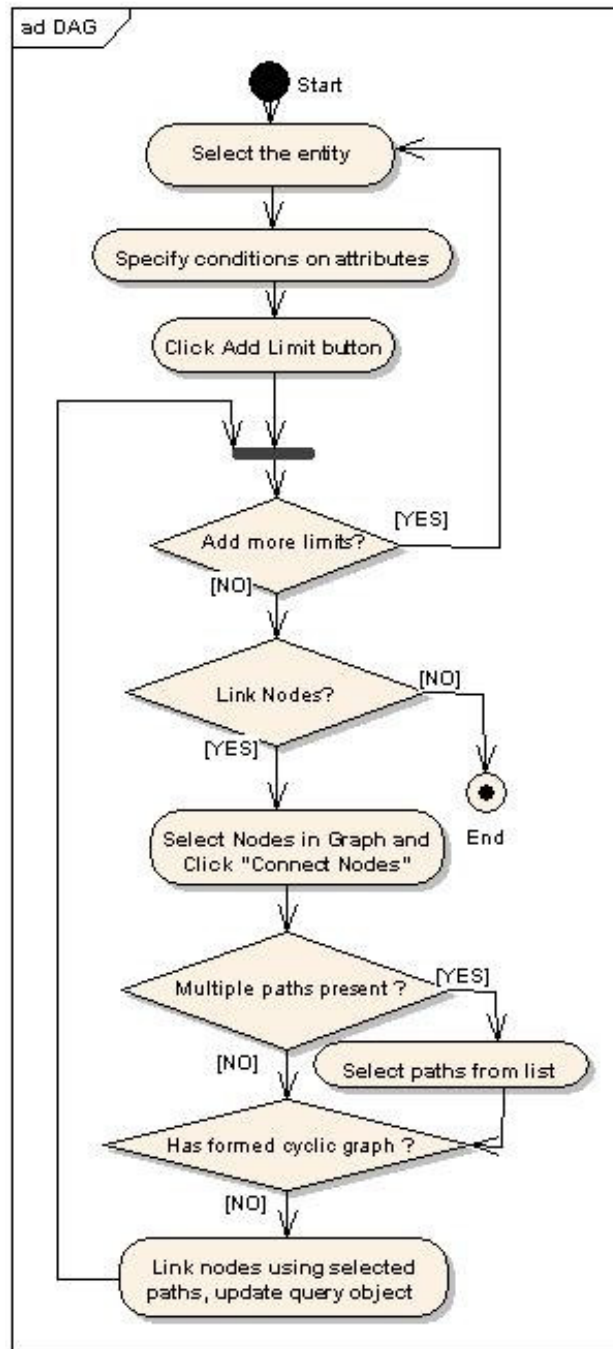 ad DAG
Start
Select the entity
Specify conditions on attributes
Click Add Limit button
[YES]
Add more limits?
[NO]
[NO]
Link Nodes?
[YES]
Select Nodes in Graph and
Click "Connect Nodes"
End
[YES]
Multiple paths present ?
[NO]
Select paths from list
Has formed cyclic graph ?
[NO]
Link nodes using selected
paths, update query object